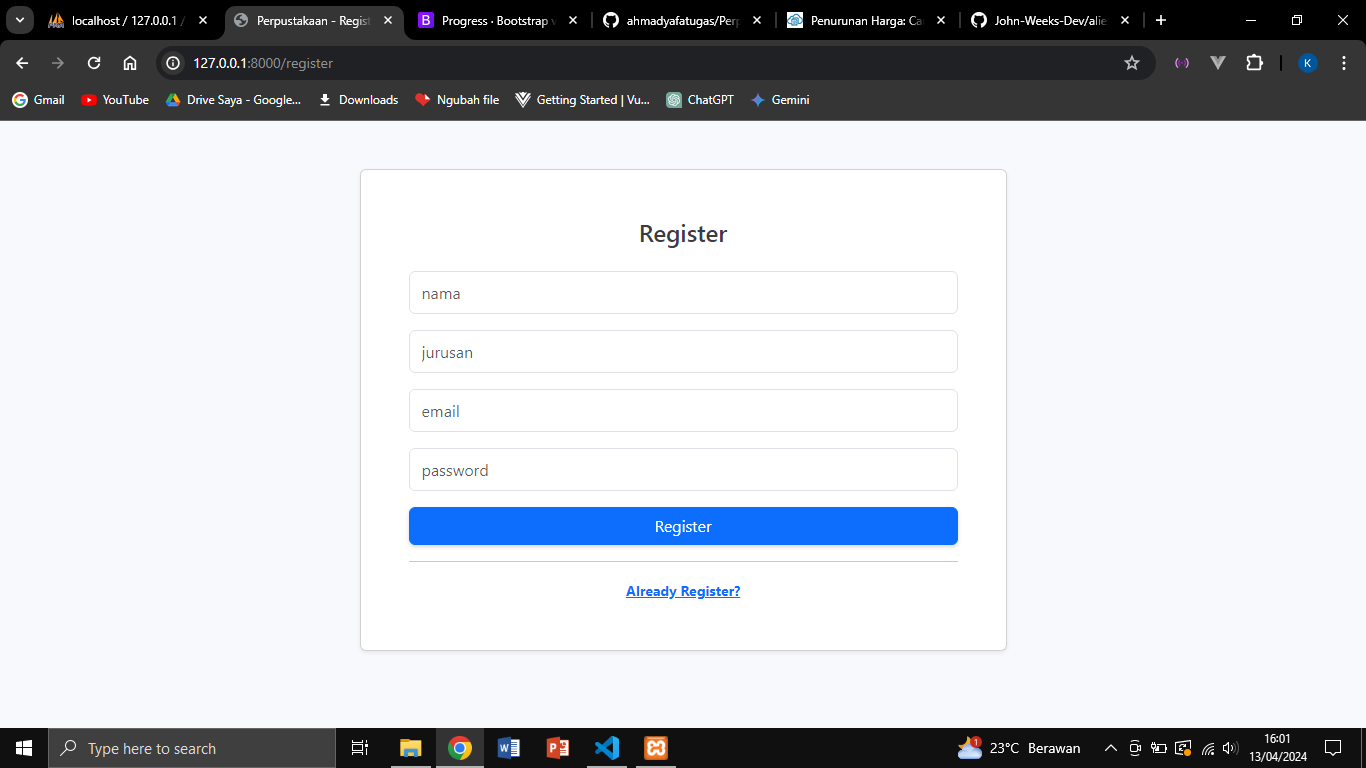 localhost / 127.0.0.1 /
Perpustakaan - Regist
Progress · Bootstrap v
ahmadyafatugas/Perp
Penurunan Harga: Ca
John-Weeks-Dev/alie
127.0.0.1:8000/register
K
Gmail
YouTube
Drive Saya - Google...
Downloads
Ngubah file
Getting Started | Vu...
ChatGPT
Gemini
Register
nama
jurusan
email
password
Register
Already Register?
Type here to search
1
23°C Berawan
16:01
13/04/2024